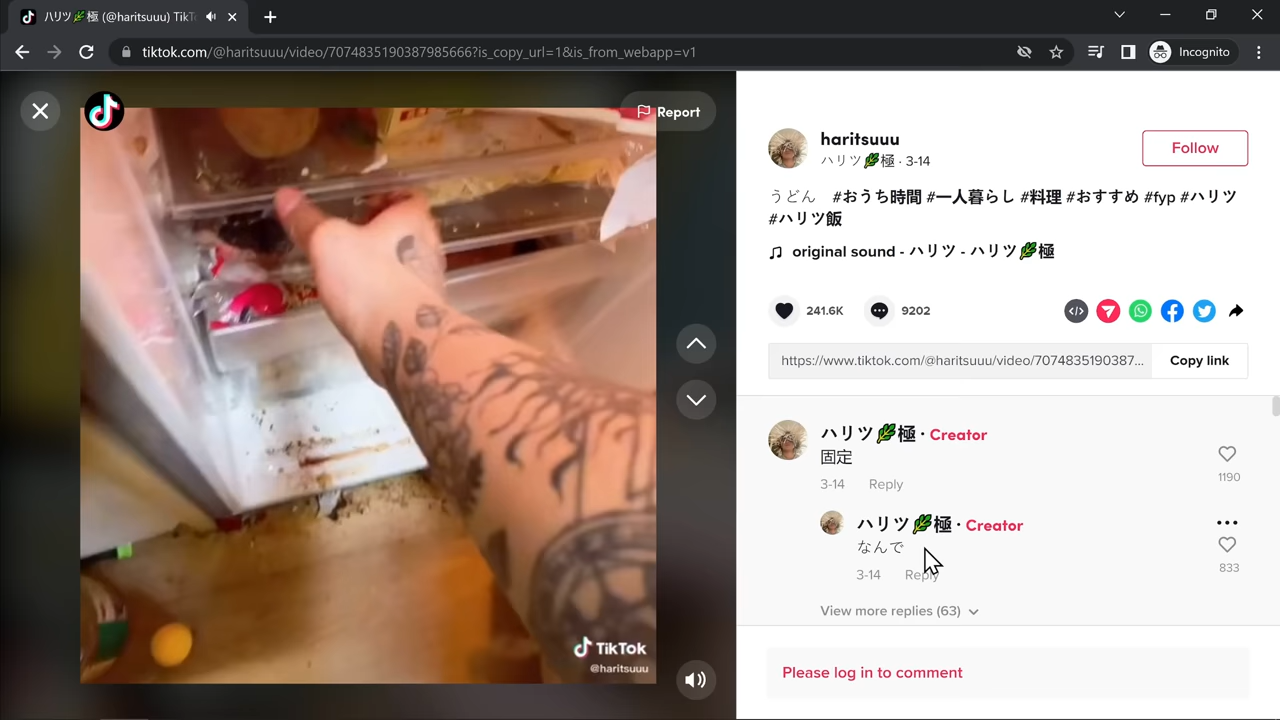 ハリツ🌿極 (@haritsuuu) TikT
tiktok.com/@haritsuuu/video/7074835190387985666?is_copy_url=1&is_from_webapp=v1
Incognito
Report
haritsuuu
ハリツ🌿極 · 3-14
Follow
うどん #おうち時間 #一人暮らし #料理 #おすすめ #fyp #ハリツ
#ハリツ飯
original sound - ハリツ - ハリツ🌿極
241.6K
9202
https://www.tiktok.com/@haritsuuu/video/7074835190387...
Copy link
ハリツ🌿極 · Creator
固定
1190
3-14 Reply
ハリツ🌿極 · Creator
なんで
833
3-14 Reply
View more replies (63)
TikTok
@haritsuuu
Please log in to comment